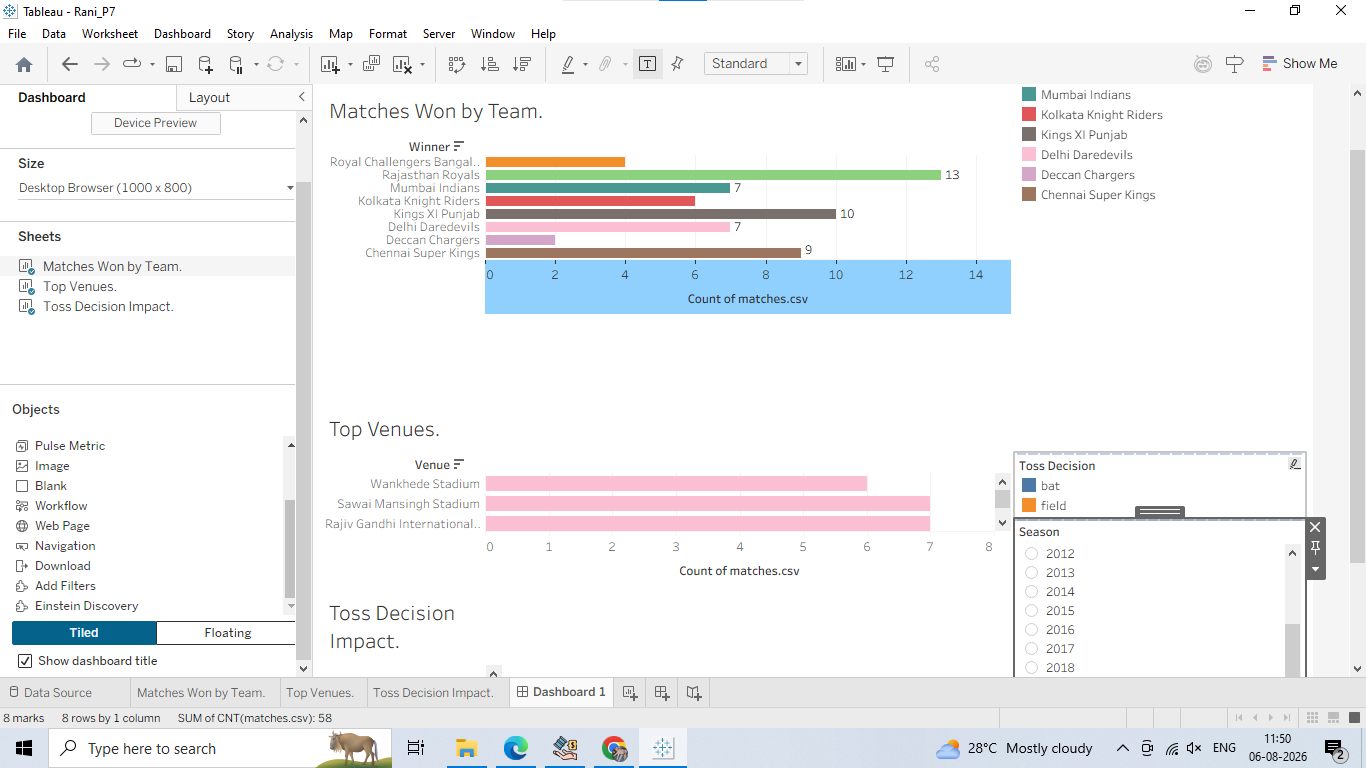 Tableau - Rani_P7
File Data Worksheet Dashboard Story Analysis Map Format Server Window Help
Standard
Show Me
Dashboard
Layout
Device Preview
Size
Desktop Browser (1000 x 800)
Sheets
Matches Won by Team.
Top Venues.
Toss Decision Impact.
Objects
Pulse Metric
Image
Blank
Workflow
Web Page
Navigation
Download
Add Filters
Einstein Discovery
Tiled
Floating
Show dashboard title
Matches Won by Team.
Winner
Royal Challengers Bangal..
Rajasthan Royals 13
Mumbai Indians 7
Kolkata Knight Riders
Kings XI Punjab 10
Delhi Daredevils 7
Deccan Chargers
Chennai Super Kings 9
0 2 4 6 8 10 12 14
Count of matches.csv
Mumbai Indians
Kolkata Knight Riders
Kings XI Punjab
Delhi Daredevils
Deccan Chargers
Chennai Super Kings
Top Venues.
Venue
Wankhede Stadium
Sawai Mansingh Stadium
Rajiv Gandhi International..
0 1 2 3 4 5 6 7 8
Count of matches.csv
Toss Decision
Impact.
Toss Decision
bat
field
Season
2012
2013
2014
2015
2016
2017
2018
Data Source
Matches Won by Team.
Top Venues.
Toss Decision Impact.
Dashboard 1
8 marks 8 rows by 1 column SUM of CNT(matches.csv): 58
Type here to search
28°C Mostly cloudy
ENG
11:50
06-08-2026
2